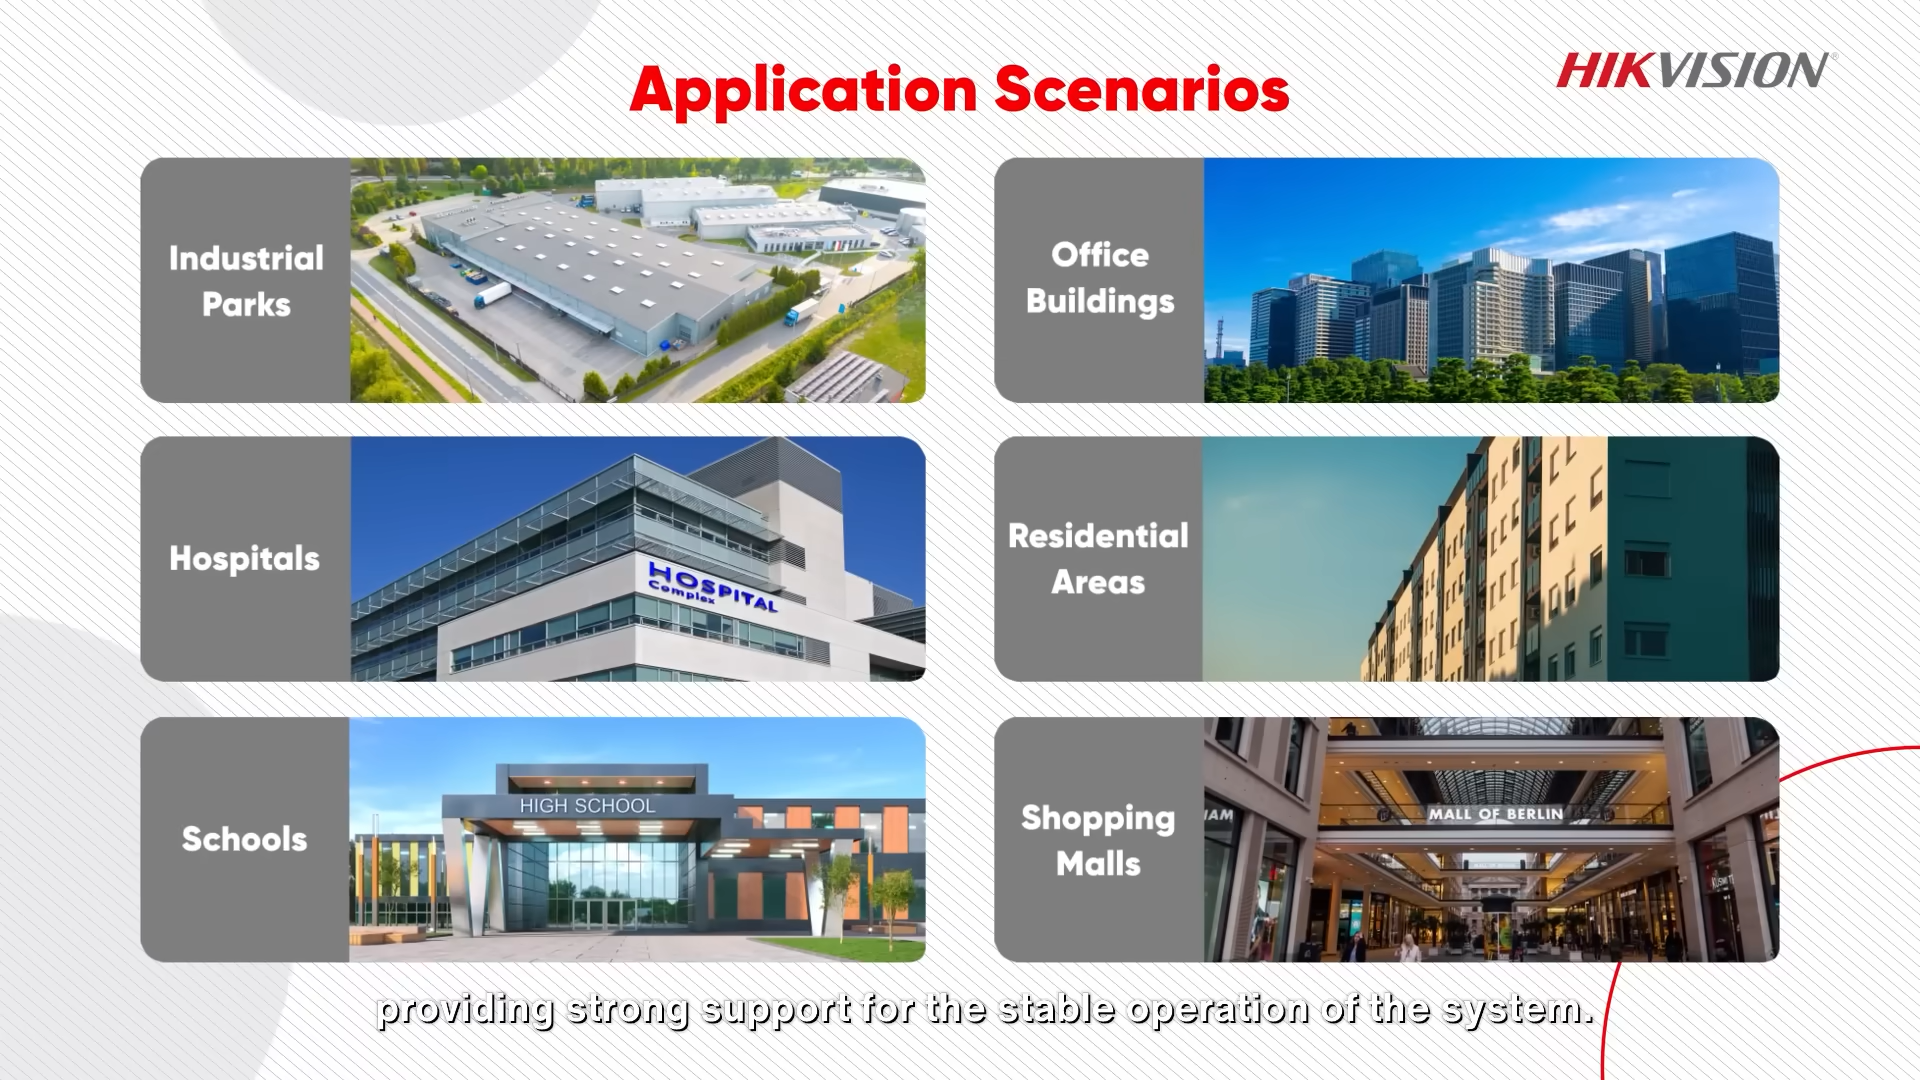 Application Scenarios
HIKVISION®
Industrial
Parks
Office
Buildings
Hospitals
HOSPITAL
Complex
Residential
Areas
Schools
HIGH SCHOOL
Shopping
Malls
MALL OF BERLIN
providing strong support for the stable operation of the system.